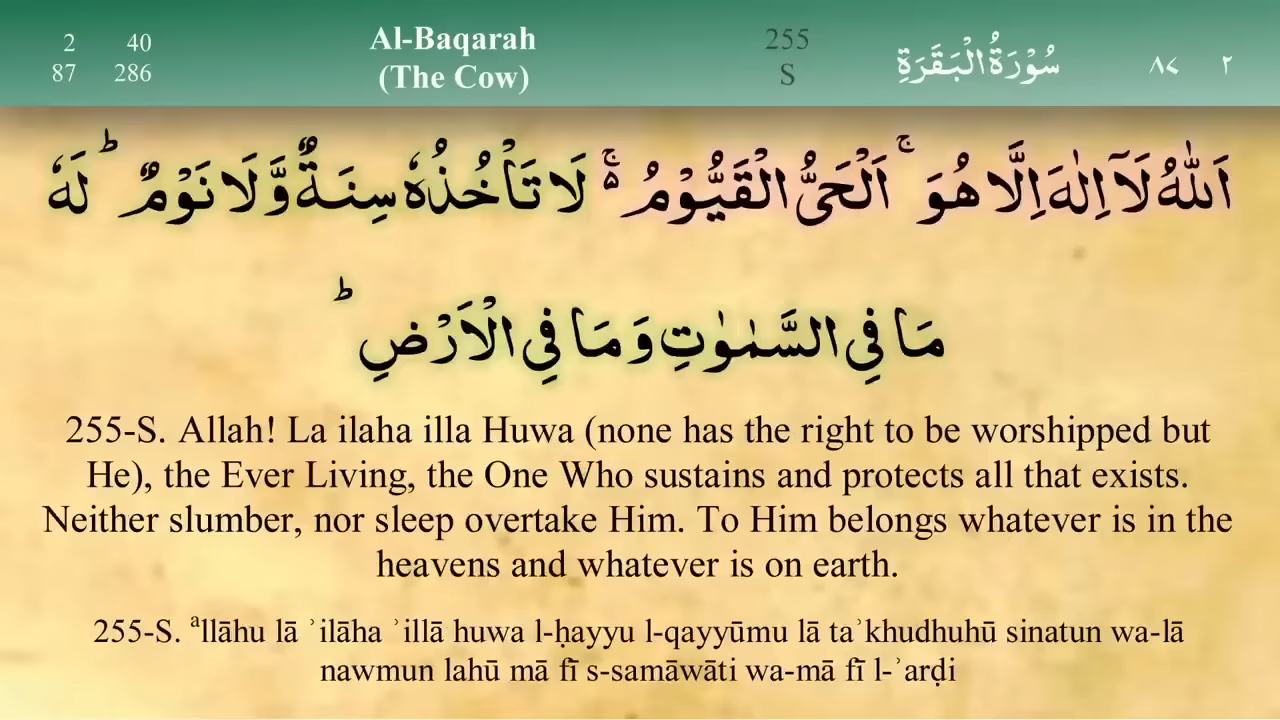 2 40 Al-Baqarah 255 سُوْرَةُ الْبَقَرَةِ ٨٧ ٢
87 286 (The Cow) S
اَللّٰهُ لَآ اِلٰهَ اِلَّا هُوَ ۚ اَلْحَىُّ الْقَيُّوْمُ ۬ۚ لَا تَاْخُذُهٗ سِنَةٌ وَّلَا نَوْمٌ ؕ لَهٗ
مَا فِى السَّمٰوٰتِ وَمَا فِى الْاَرْضِ ؕ
255-S. Allah! La ilaha illa Huwa (none has the right to be worshipped but
He), the Ever Living, the One Who sustains and protects all that exists.
Neither slumber, nor sleep overtake Him. To Him belongs whatever is in the
heavens and whatever is on earth.
255-S. ᵃllāhu lā ʾilāha ʾillā huwa l-ḥayyu l-qayyūmu lā taʾkhudhuhū sinatun wa-lā
nawmun lahū mā fī s-samāwāti wa-mā fī l-ʾarḍi